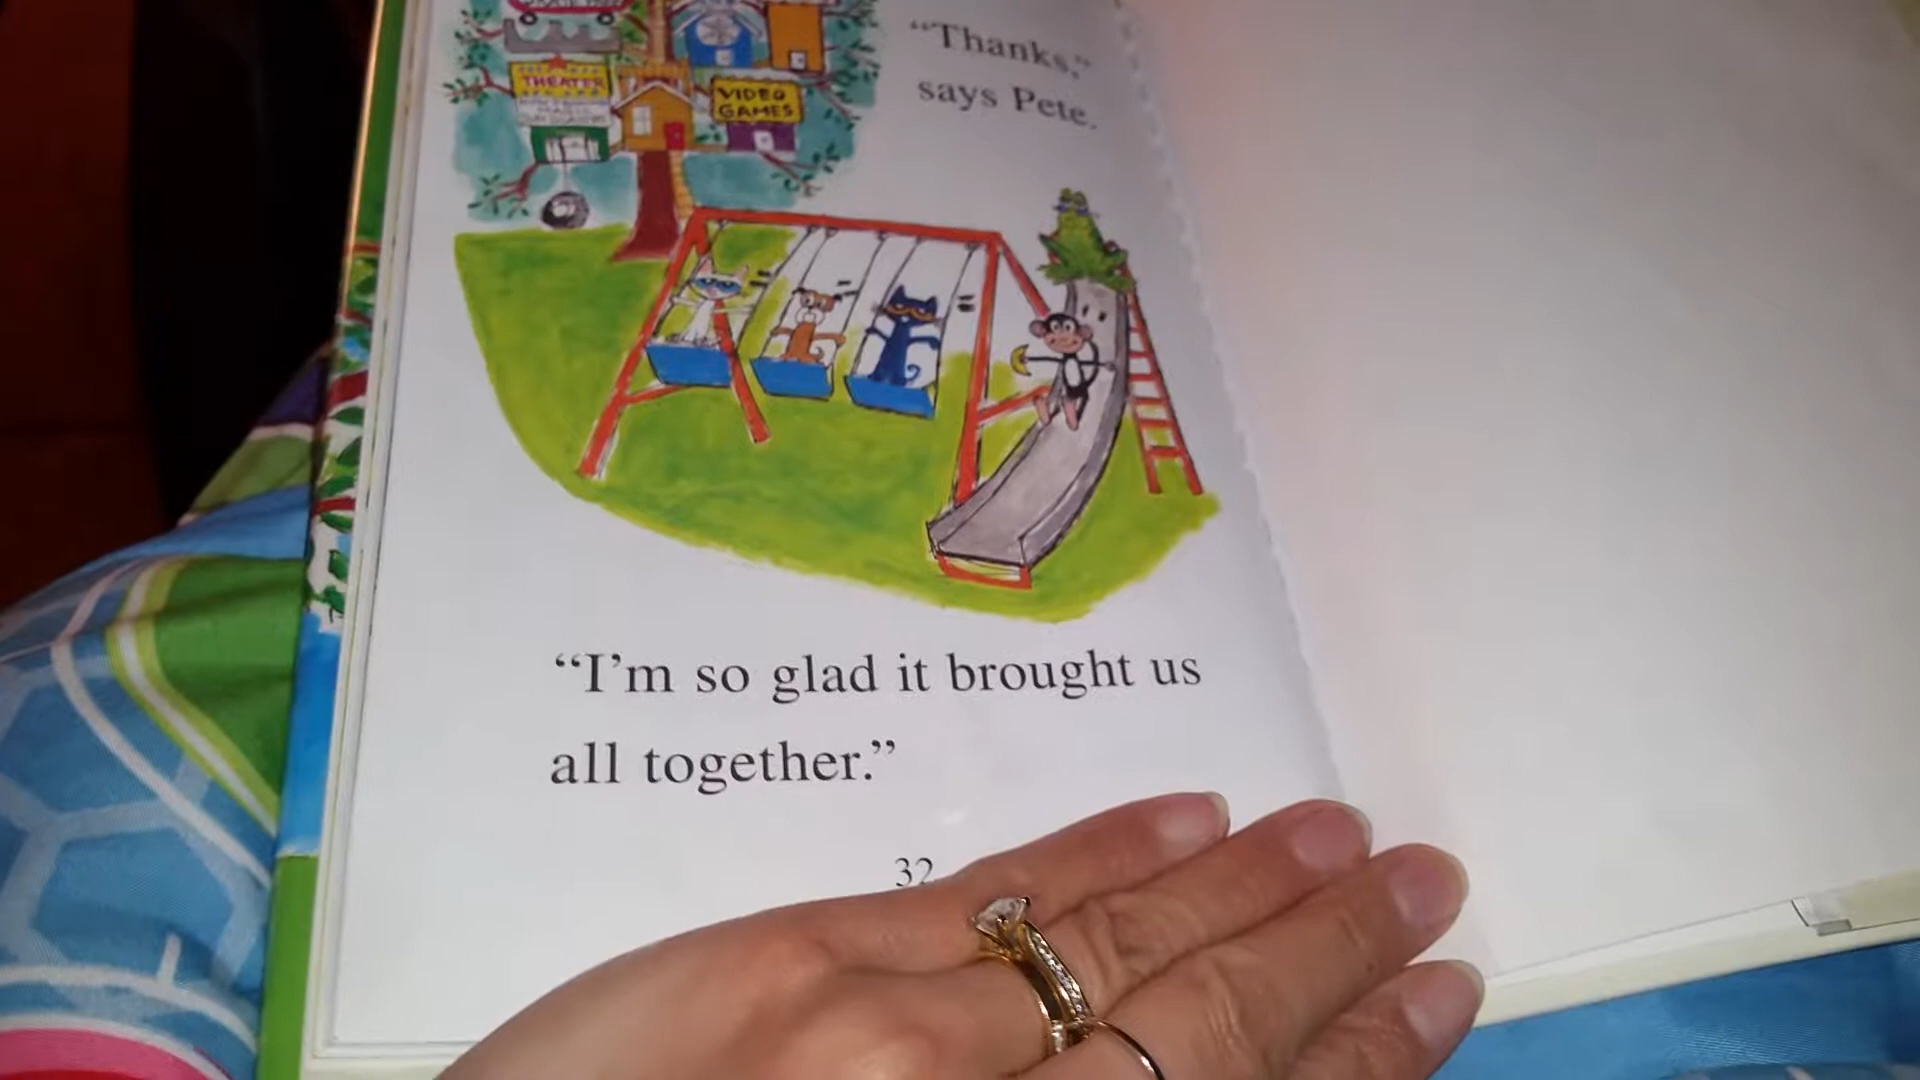 THEATER
VIDEO
GAMES
“Thanks,”
says Pete.
“I’m so glad it brought us
all together.”
32